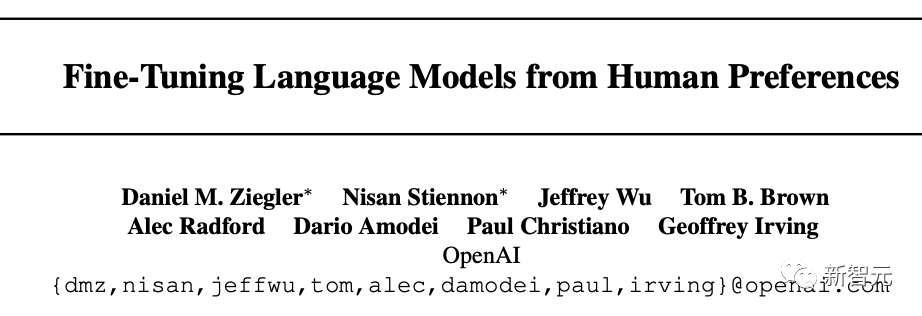 Fine-Tuning Language Models from Human Preferences
Daniel M. Ziegler* Nisan Stiennon* Jeffrey Wu Tom B. Brown
Alec Radford Dario Amodei Paul Christiano Geoffrey Irving
OpenAI
{dmz,nisan,jeffwu,tom,alec,damodei,paul,irving}@openai.com
新智元